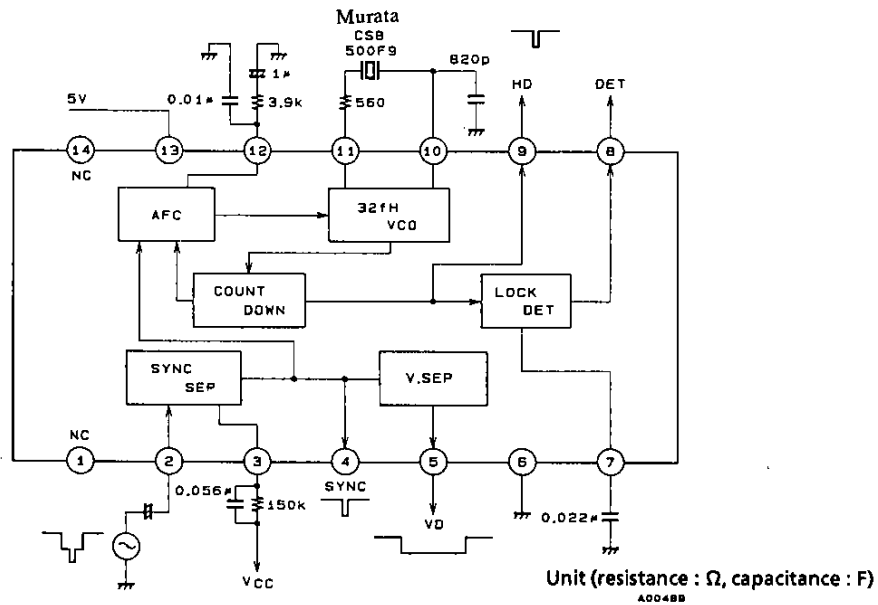 Murata
CSB
500F9
820p
1μ
0.01μ
3.9k
560
5V
HD
DET
14
13
12
11
10
9
8
NC
AFC
32fH
VCO
COUNT
DOWN
LOCK
DET
SYNC
SEP
V.SEP
NC
1
2
3
4
5
6
7
SYNC
0.056μ
150k
VD
0.022μ
VCC
Unit (resistance : Ω, capacitance : F)
A00488